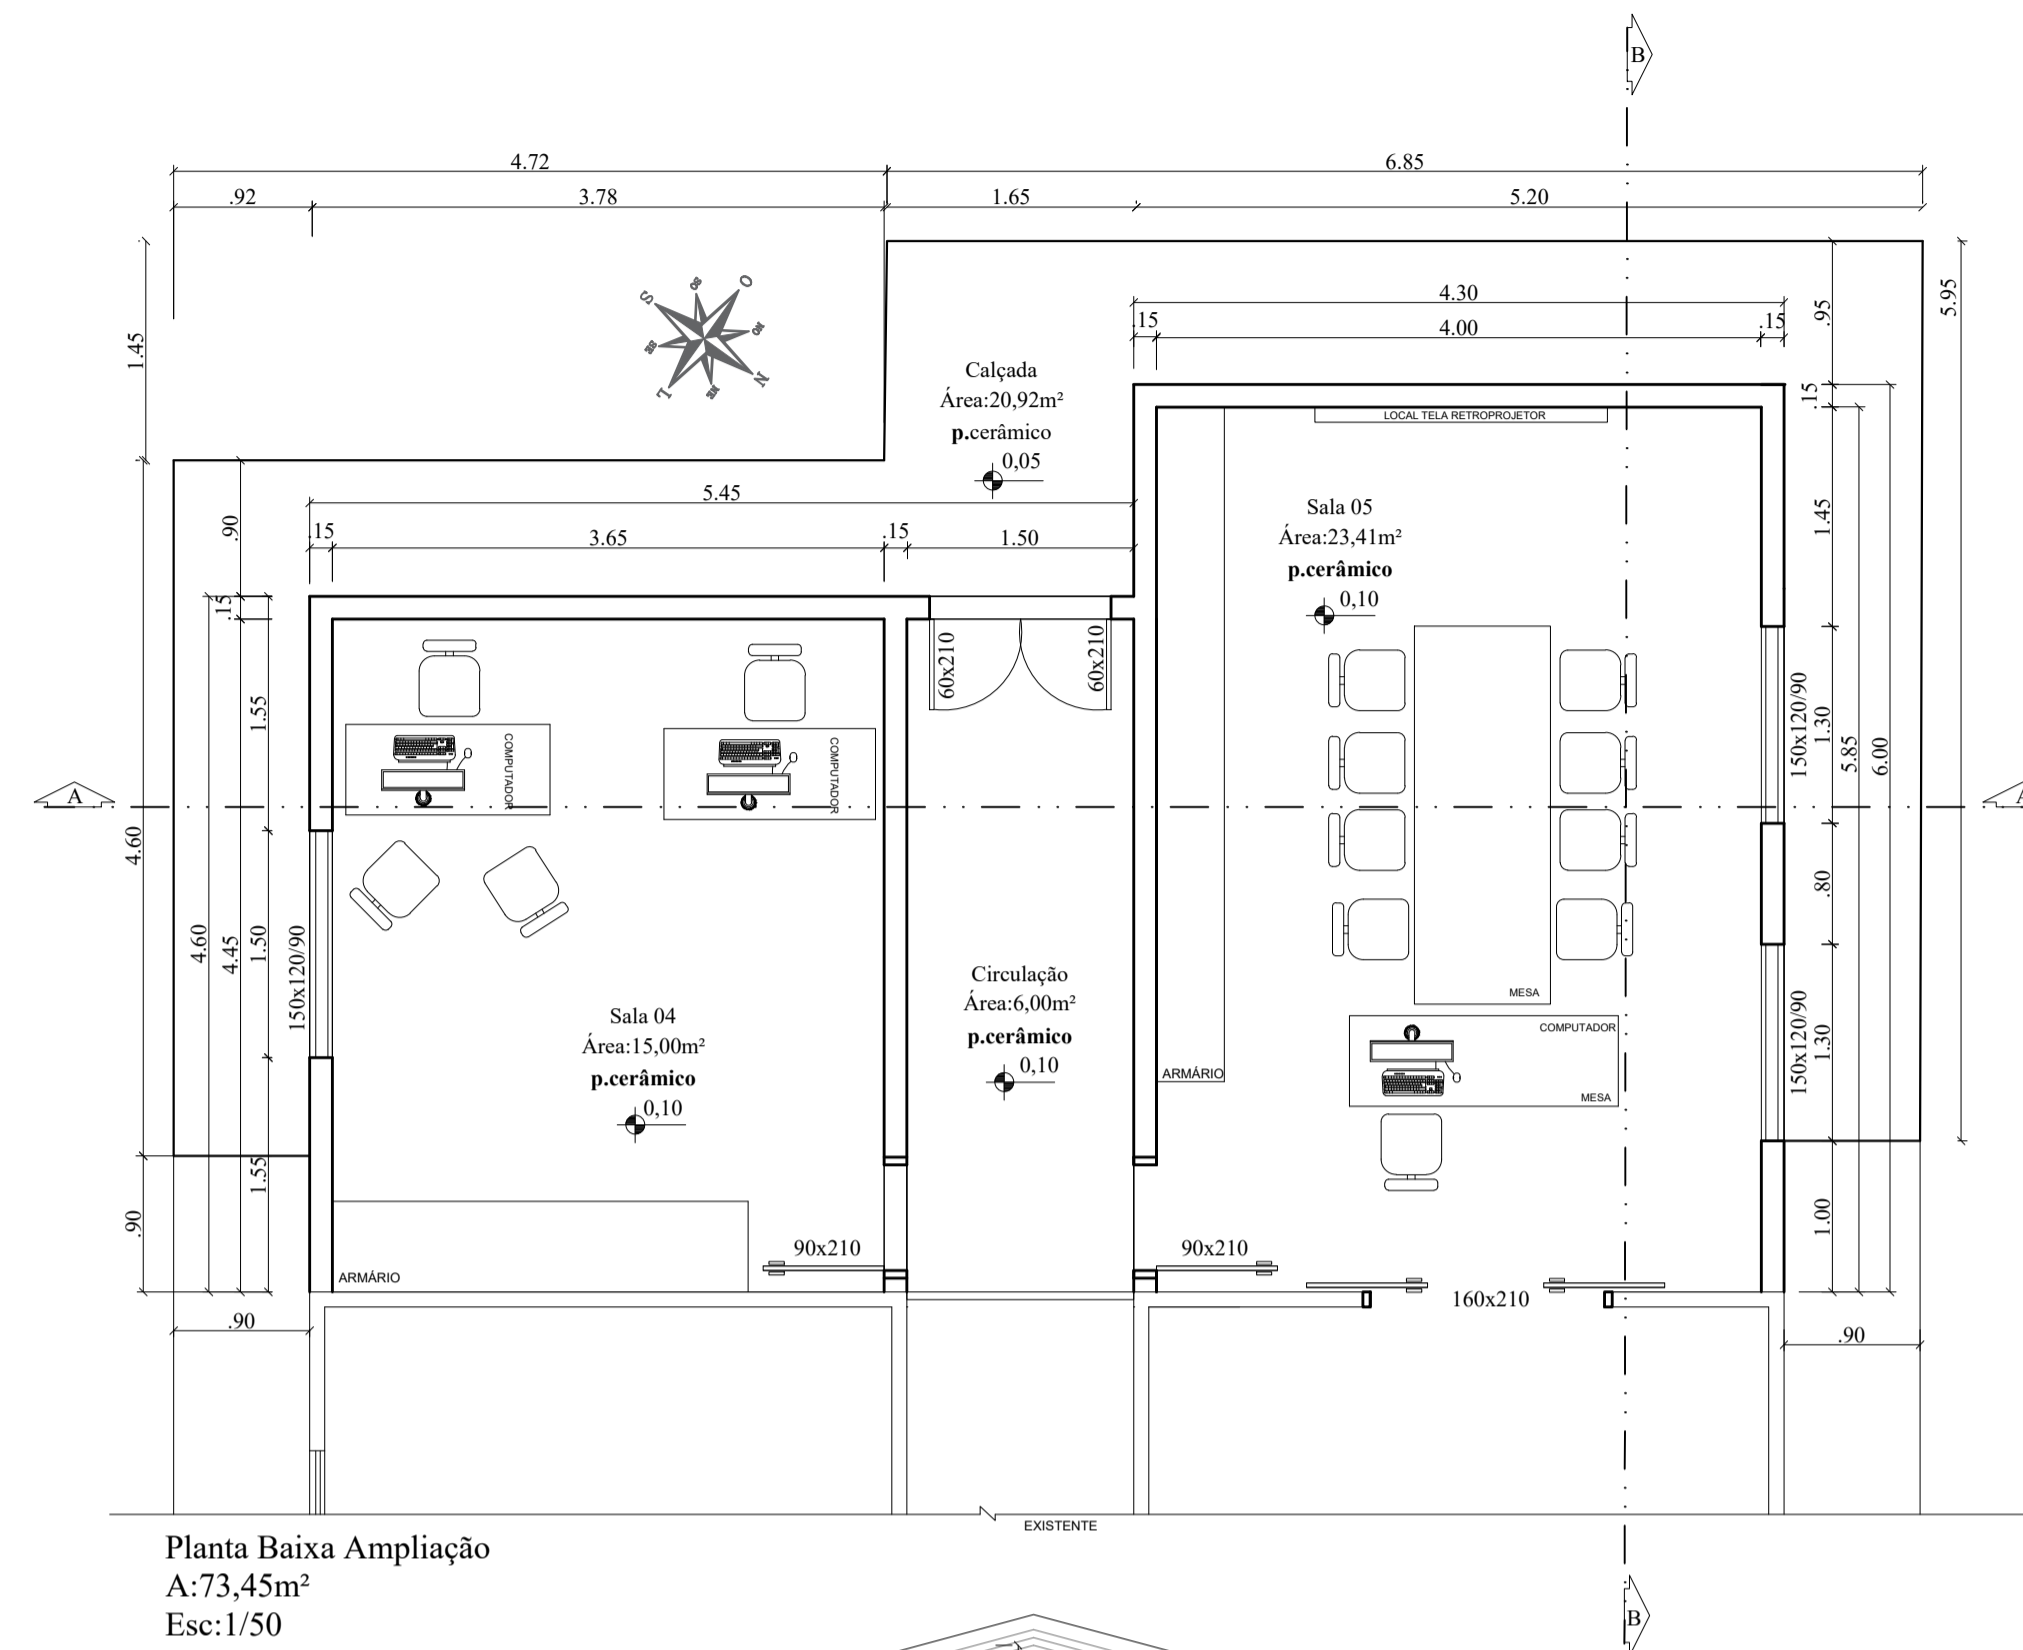 B
4.72
6.85
.92
3.78
1.65
5.20
1.45
S
SO
O
NO
N
NE
L
SE
4.30
.15
4.00
.15
.95
5.95
.15
Calçada
Área:20,92m²
p.cerâmico
0,05
LOCAL TELA RETROPROJETOR
5.45
.15
3.65
.15
1.50
.90
.15
Sala 05
Área:23,41m²
p.cerâmico
0,10
1.45
60x210
60x210
1.55
COMPUTADOR
COMPUTADOR
150x120/90
1.30
5.85
6.00
A
A
4.60
4.60
4.45
1.50
150x120/90
.80
MESA
Circulação
Área:6,00m²
p.cerâmico
0,10
Sala 04
Área:15,00m²
p.cerâmico
0,10
COMPUTADOR
MESA
150x120/90
1.30
ARMÁRIO
1.55
.90
1.00
90x210
90x210
ARMÁRIO
160x210
.90
.90
EXISTENTE
Planta Baixa Ampliação
A:73,45m²
Esc:1/50
B